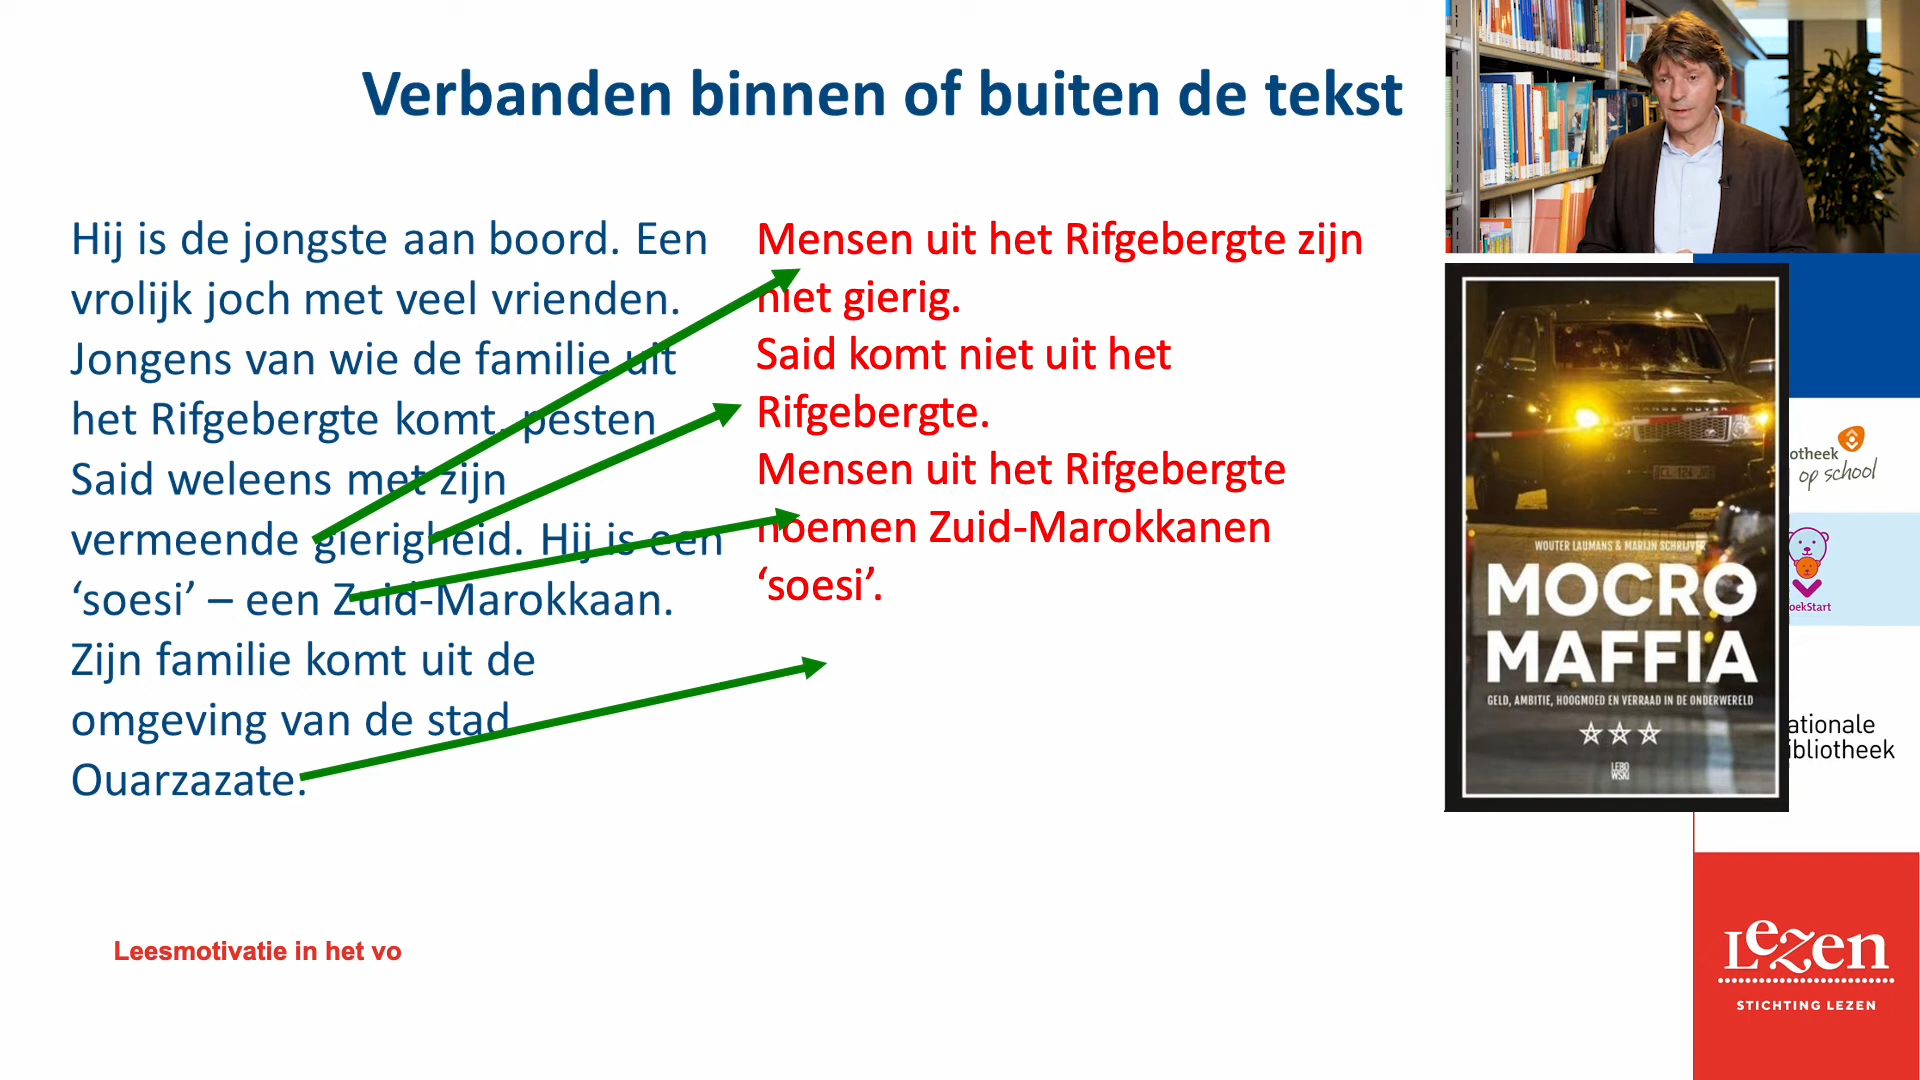 Verbanden binnen of buiten de tekst
Hij is de jongste aan boord. Een
vrolijk joch met veel vrienden.
Jongens van wie de familie uit
het Rifgebergte komt, pesten
Said weleens met zijn
vermeende gierigheid. Hij is een
‘soesi’ – een Zuid-Marokkaan.
Zijn familie komt uit de
omgeving van de stad
Ouarzazate.
Mensen uit het Rifgebergte zijn
niet gierig.
Said komt niet uit het
Rifgebergte.
Mensen uit het Rifgebergte
noemen Zuid-Marokkanen
‘soesi’.
WOUTER LAUMANS & MARIJN SCHRIJVER
MOCRO
MAFFIA
GELD, AMBITIE, HOOGMOED EN VERRAAD IN DE ONDERWERELD
LEBO
WSKI
otheek
op school
oekStart
ationale
ibliotheek
Leesmotivatie in het vo
Lezen
STICHTING LEZEN